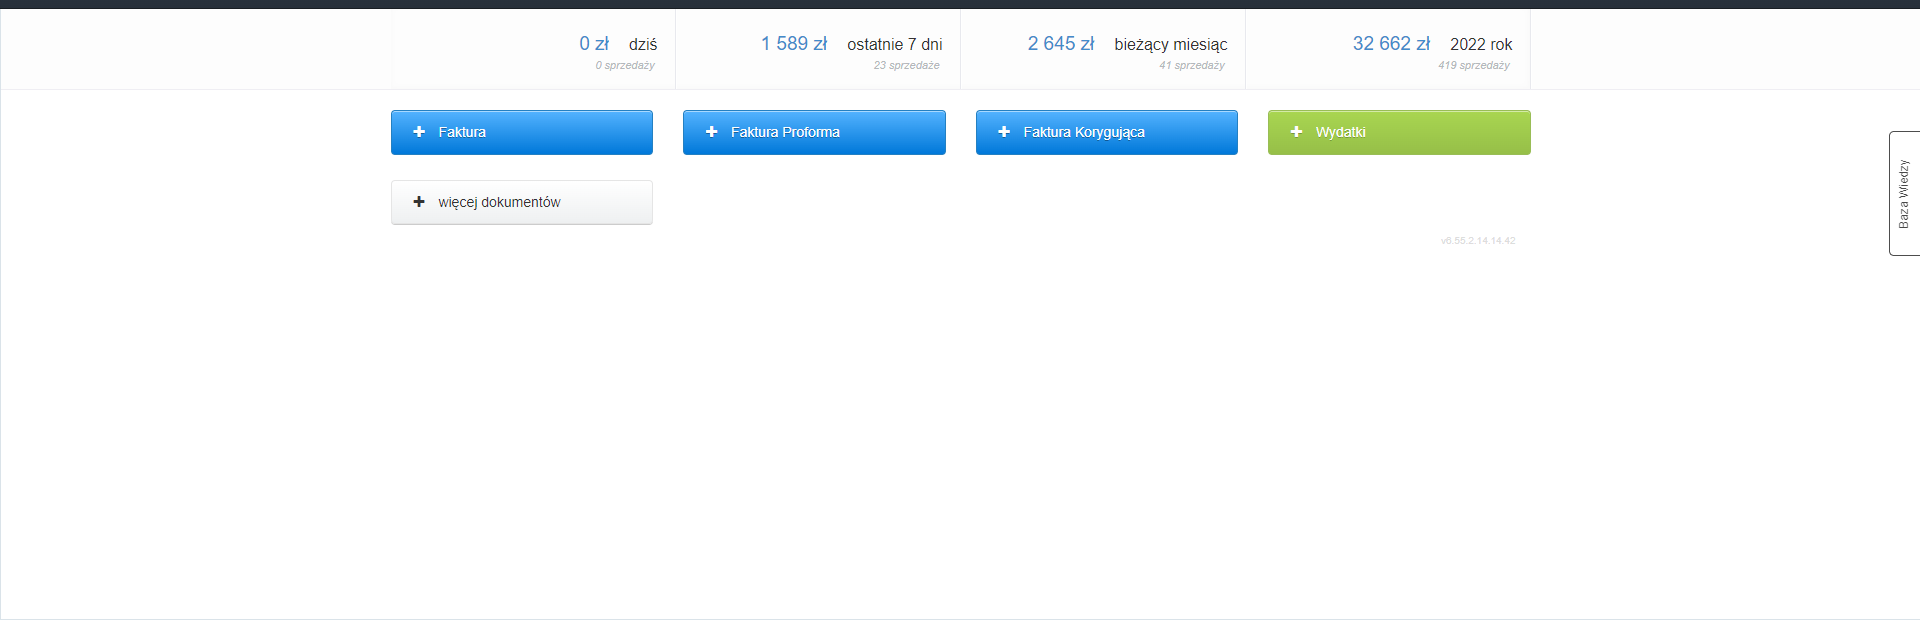 0 zł dziś
0 sprzedaży
1 589 zł ostatnie 7 dni
23 sprzedaże
2 645 zł bieżący miesiąc
41 sprzedaży
32 662 zł 2022 rok
419 sprzedaży
Faktura
Faktura Proforma
Faktura Korygująca
Wydatki
więcej dokumentów
Baza Wiedzy
v6.55.2.14.14.42